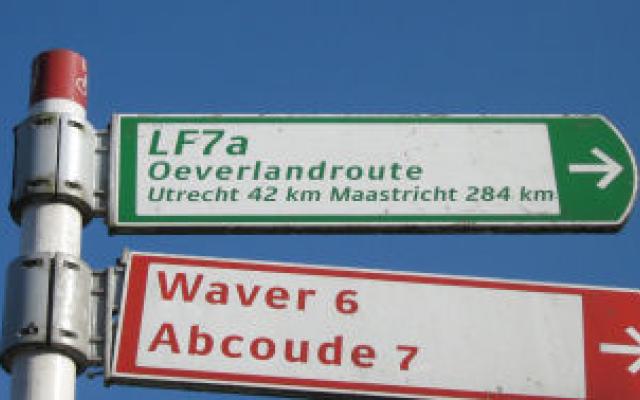 LF7a
Oeverlandroute
Utrecht 42 km Maastricht 284 km
Waver 6
Abcoude 7